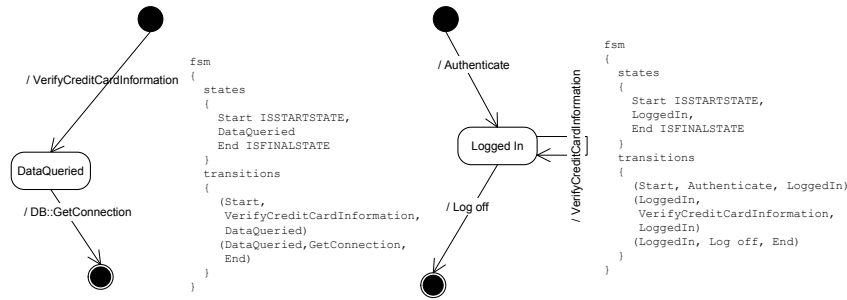 / VerifyCreditCardInformation
DataQueried
/ DB::GetConnection
fsm
{
states
{
Start ISSTARTSTATE,
DataQueried
End ISFINALSTATE
}
transitions
{
(Start,
VerifyCreditCardInformation,
DataQueried)
(DataQueried,GetConnection,
End)
}
}
/ Authenticate
Logged In
/ VerifyCreditCardInformation
/ Log off
fsm
{
states
{
Start ISSTARTSTATE,
LoggedIn,
End ISFINALSTATE
}
transitions
{
(Start, Authenticate, LoggedIn)
(LoggedIn,
VerifyCreditCardInformation,
LoggedIn)
(LoggedIn, Log off, End)
}
}